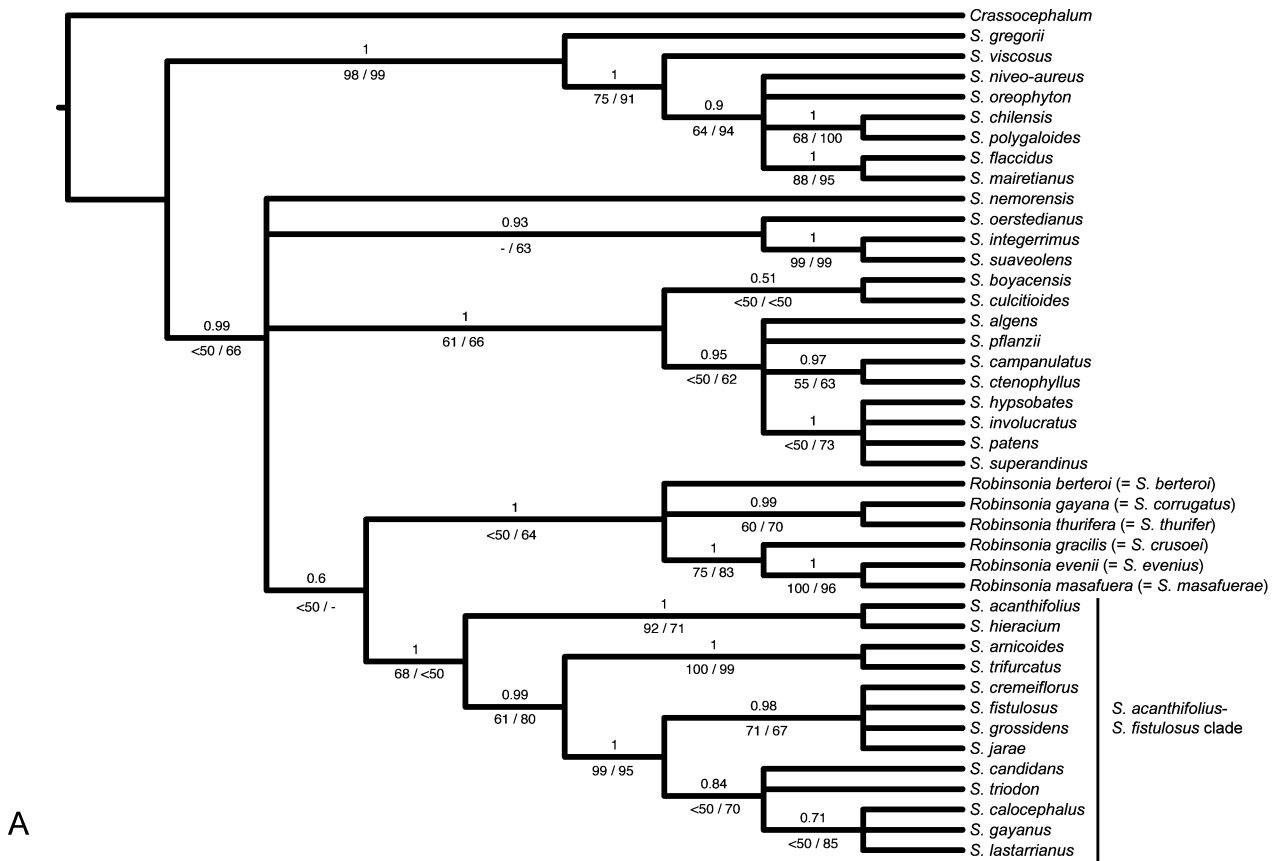 Crassocephalum
S. gregorii
1
98 / 99
S. viscosus
1
75 / 91
S. niveo-aureus
0.9
64 / 94
S. oreophyton
S. chilensis
1
68 / 100
S. polygaloides
S. flaccidus
1
88 / 95
S. mairetianus
S. nemorensis
S. oerstedianus
0.93
- / 63
S. integerrimus
1
99 / 99
S. suaveolens
S. boyacensis
0.51
<50 / <50
S. culcitioides
S. algens
1
61 / 66
0.99
<50 / 66
S. pflanzii
S. campanulatus
0.95
<50 / 62
0.97
55 / 63
S. ctenophyllus
S. hypsobates
S. involucratus
1
<50 / 73
S. patens
S. superandinus
Robinsonia berteroi (= S. berteroi)
Robinsonia gayana (= S. corrugatus)
0.99
60 / 70
1
<50 / 64
Robinsonia thurifera (= S. thurifer)
Robinsonia gracilis (= S. crusoei)
1
75 / 83
Robinsonia evenii (= S. evenius)
1
100 / 96
Robinsonia masafuera (= S. masafuerae)
0.6
<50 / -
S. acanthifolius
1
92 / 71
S. hieracium
S. arnicoides
1
100 / 99
1
68 / <50
S. trifurcatus
S. cremeiflorus
0.99
61 / 80
S. fistulosus
0.98
71 / 67
S. grossidens
S. jarae
1
99 / 95
S. candidans
S. triodon
0.84
<50 / 70
S. calocephalus
S. gayanus
0.71
<50 / 85
S. lastarrianus
S. acanthifolius-
S. fistulosus clade
A